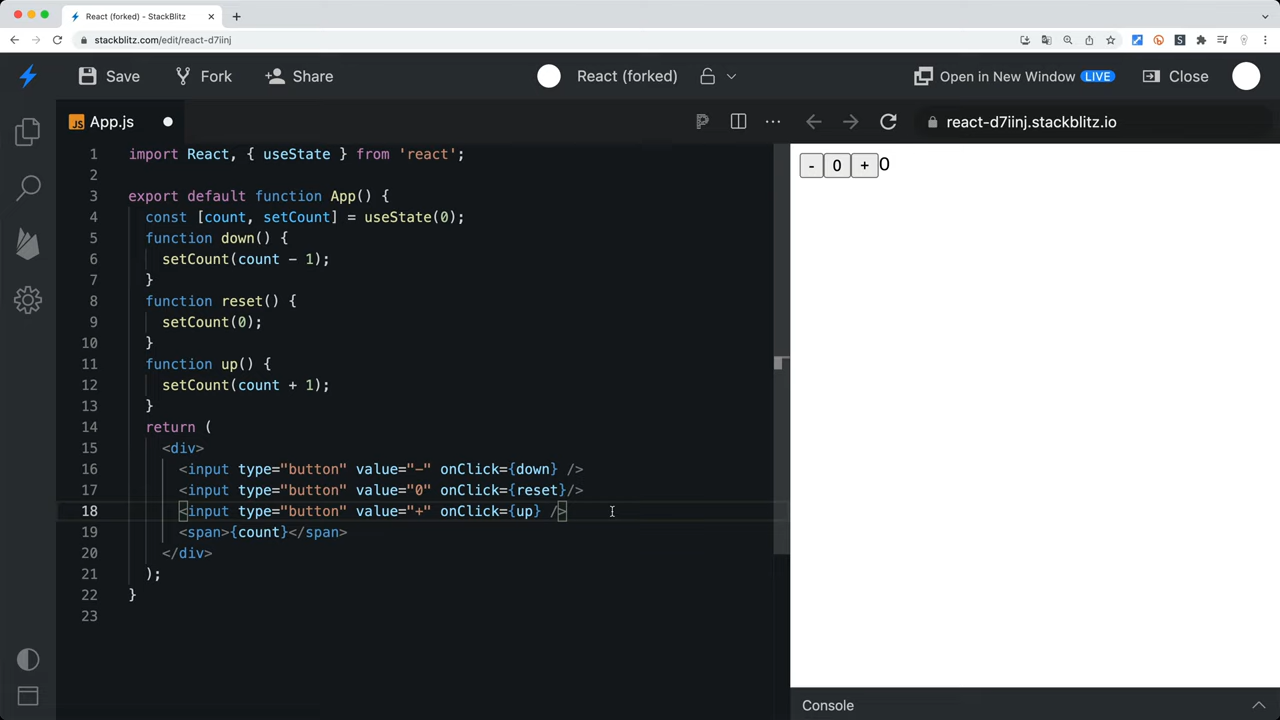 React (forked) - StackBlitz
stackblitz.com/edit/react-d7iinj
Save
Fork
Share
React (forked)
Open in New Window
LIVE
Close
JS App.js
react-d7iinj.stackblitz.io
1 import React, { useState } from 'react';
2
3 export default function App() {
4 const [count, setCount] = useState(0);
5 function down() {
6 setCount(count - 1);
7 }
8 function reset() {
9 setCount(0);
10 }
11 function up() {
12 setCount(count + 1);
13 }
14 return (
15 <div>
16 <input type="button" value="-" onClick={down} />
17 <input type="button" value="0" onClick={reset}/>
18 <input type="button" value="+" onClick={up} />
19 <span>{count}</span>
20 </div>
21 );
22 }
23
- 0 + 0
Console